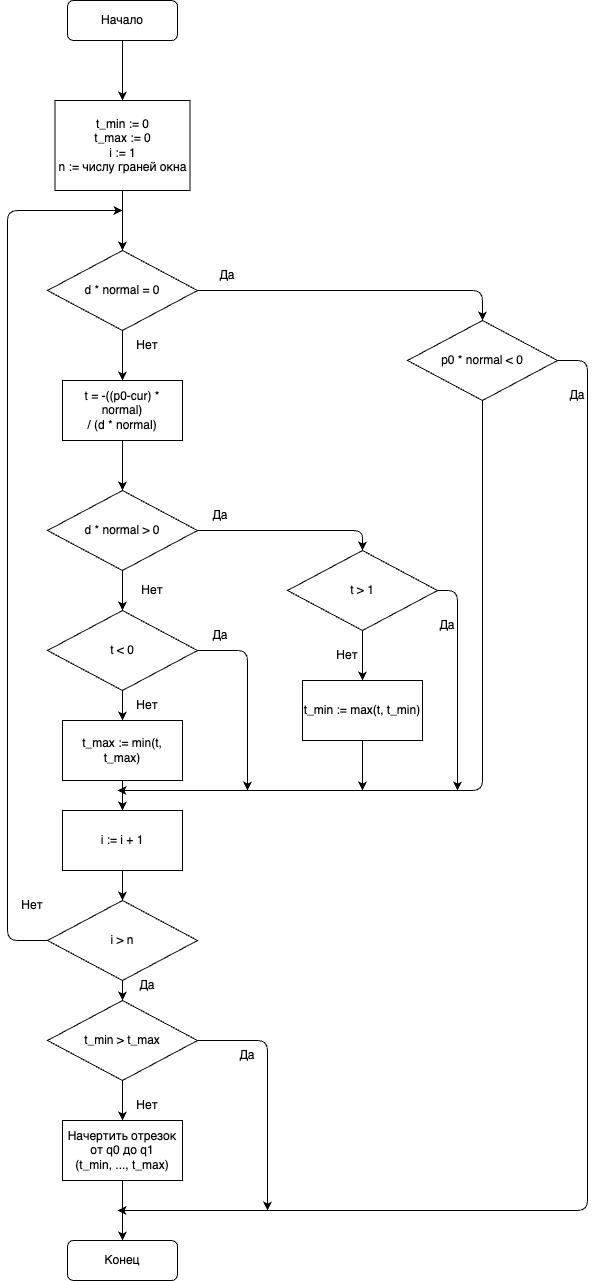 Начало
t_min := 0
t_max := 0
i := 1
n := числу граней окна
d * normal = 0
Да
Нет
p0 * normal < 0
Да
t = -((p0-cur) *
normal)
/ (d * normal)
d * normal > 0
Да
Нет
t > 1
Да
Нет
t < 0
Да
Нет
t_min := max(t, t_min)
t_max := min(t,
t_max)
i := i + 1
Нет
i > n
Да
t_min > t_max
Да
Нет
Начертить отрезок
от q0 до q1
(t_min, ..., t_max)
Конец